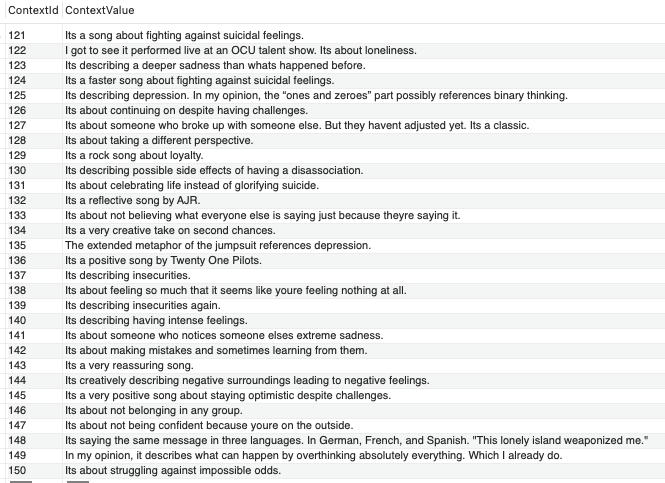 ContextId ContextValue
121 Its a song about fighting against suicidal feelings.
122 I got to see it performed live at an OCU talent show. Its about loneliness.
123 Its describing a deeper sadness than whats happened before.
124 Its a faster song about fighting against suicidal feelings.
125 Its describing depression. In my opinion, the “ones and zeroes” part possibly references binary thinking.
126 Its about continuing on despite having challenges.
127 Its about someone who broke up with someone else. But they havent adjusted yet. Its a classic.
128 Its about taking a different perspective.
129 Its a rock song about loyalty.
130 Its describing possible side effects of having a disassociation.
131 Its about celebrating life instead of glorifying suicide.
132 Its a reflective song by AJR.
133 Its about not believing what everyone else is saying just because theyre saying it.
134 Its a very creative take on second chances.
135 The extended metaphor of the jumpsuit references depression.
136 Its a positive song by Twenty One Pilots.
137 Its describing insecurities.
138 Its about feeling so much that it seems like youre feeling nothing at all.
139 Its describing insecurities again.
140 Its describing having intense feelings.
141 Its about someone who notices someone elses extreme sadness.
142 Its about making mistakes and sometimes learning from them.
143 Its a very reassuring song.
144 Its creatively describing negative surroundings leading to negative feelings.
145 Its a very positive song about staying optimistic despite challenges.
146 Its about not belonging in any group.
147 Its about not being confident because youre on the outside.
148 Its saying the same message in three languages. In German, French, and Spanish. "This lonely island weaponized me."
149 In my opinion, it describes what can happen by overthinking absolutely everything. Which I already do.
150 Its about struggling against impossible odds.